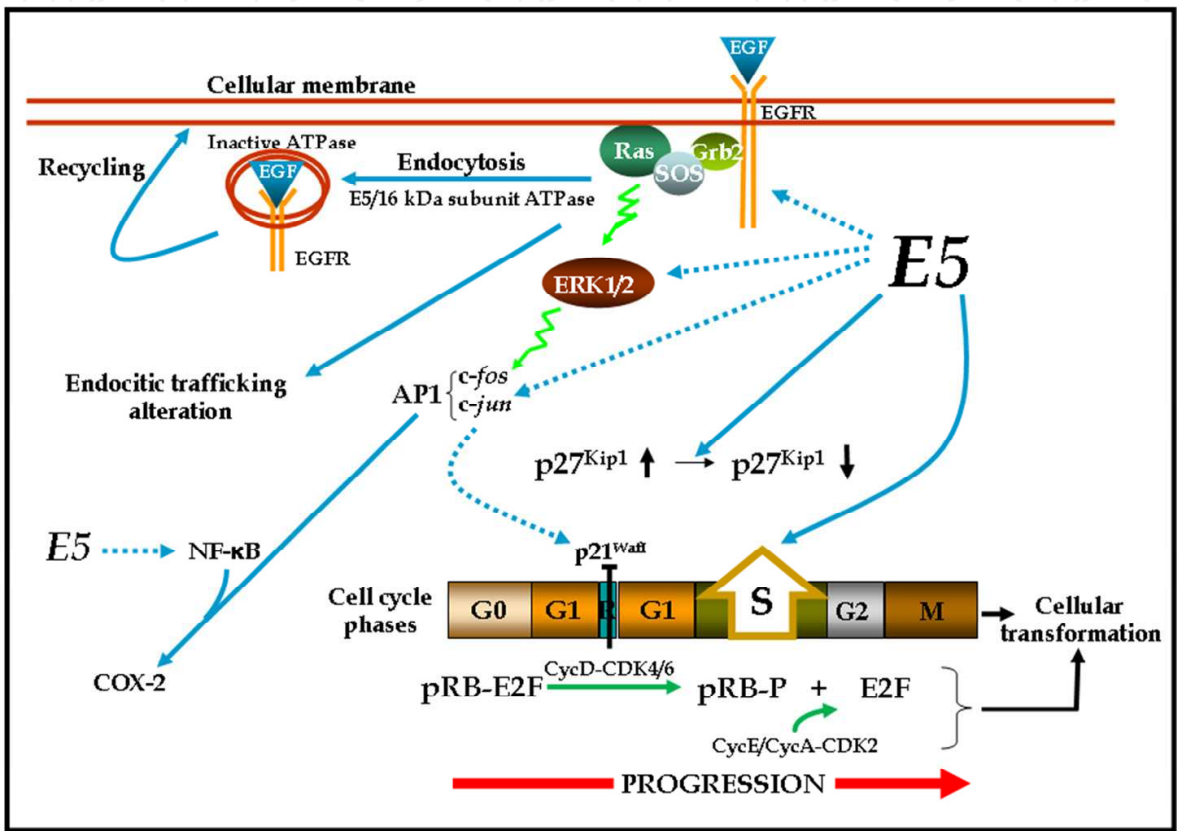 EGF
Cellular membrane
EGFR
Inactive ATPase
Recycling
EGF
Endocytosis
Ras
SOS
Grb2
E5/16 kDa subunit ATPase
EGFR
E5
ERK1/2
Endocitic trafficking
alteration
AP1 { c-fos
c-jun
p27Kip1 → p27Kip1
E5
NF-κB
p21Waff
Cell cycle
phases
G0 G1 R G1 S G2 M
Cellular
transformation
COX-2
CycD-CDK4/6
pRB-E2F pRB-P + E2F
CycE/CycA-CDK2
PROGRESSION